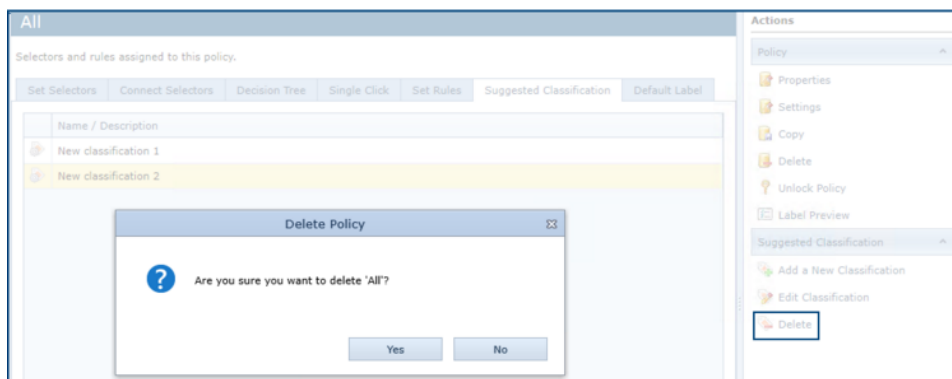 All
Selectors and rules assigned to this policy.
Set Selectors Connect Selectors Decision Tree Single Click Set Rules Suggested Classification Default Label
Name / Description
New classification 1
New classification 2
Delete Policy
Are you sure you want to delete 'All'?
Yes No
Actions
Policy
Properties
Settings
Copy
Delete
Unlock Policy
Label Preview
Suggested Classification
Add a New Classification
Edit Classification
Delete